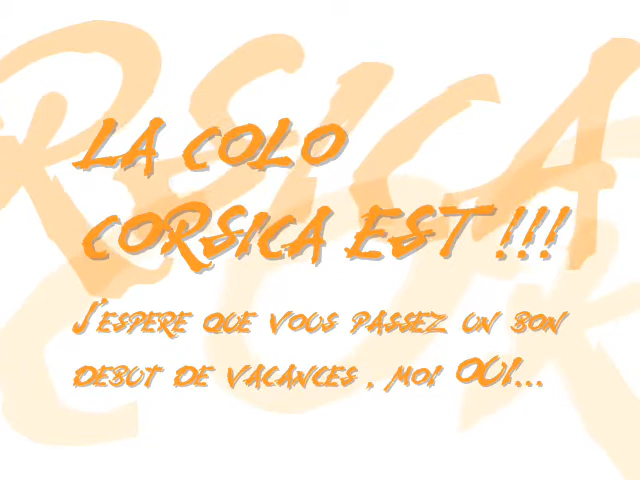 LA COLO
CORSICA EST !!!
J'ESPERE QUE VOUS PASSEZ UN BON
DEBUT DE VACANCES , MOI OUI...